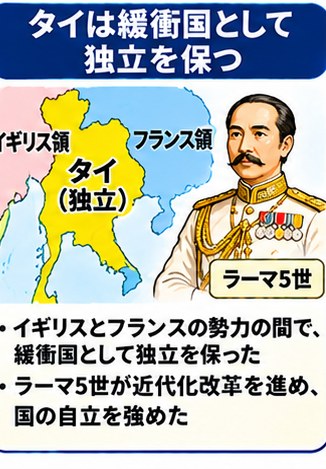 タイは緩衝国として
独立を保つ
イギリス領
フランス領
タイ
(独立)
ラーマ5世
・イギリスとフランスの勢力の間で、
緩衝国として独立を保った
・ラーマ5世が近代化改革を進め、
国の自立を強めた